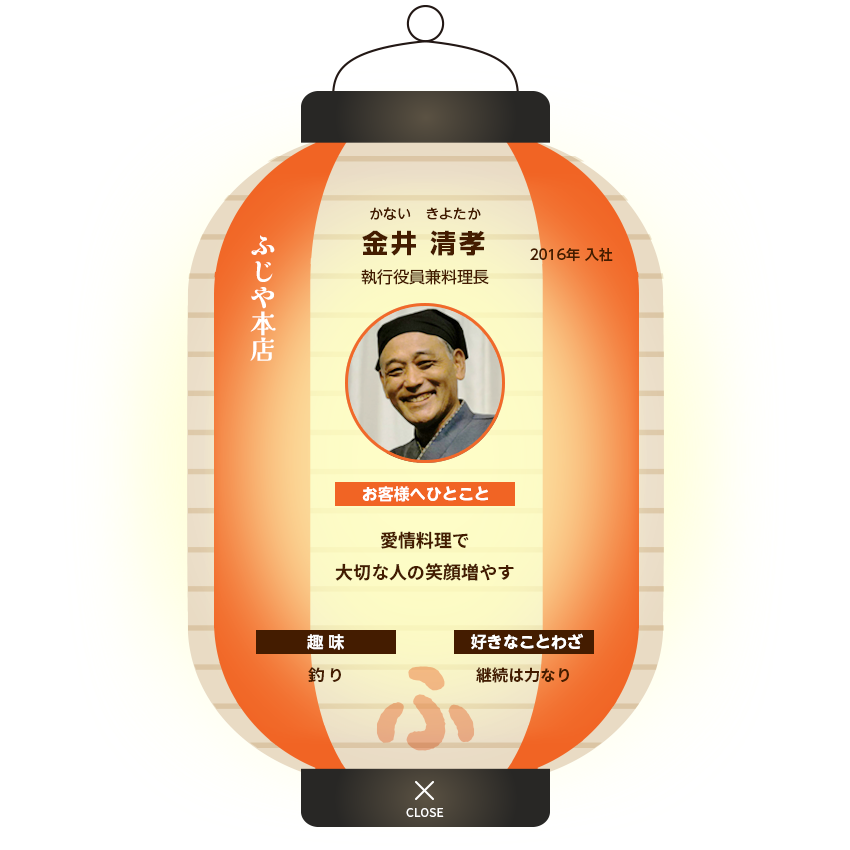 ふじや本店
かない　きよたか
金井 清孝
2016年 入社
執行役員兼料理長
お客様へひとこと
愛情料理で
大切な人の笑顔増やす
趣 味
釣 り
好きなことわざ
継続は力なり
ふ
CLOSE